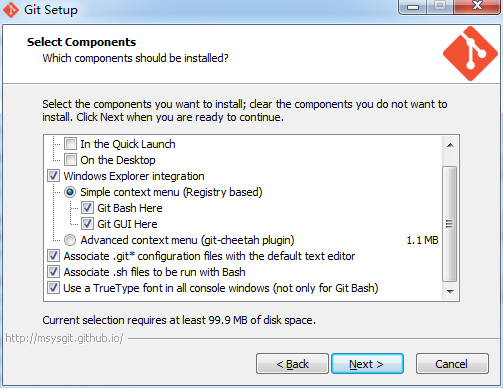 Git Setup
Select Components
Which components should be installed?
Select the components you want to install; clear the components you do not want to
install. Click Next when you are ready to continue.
In the Quick Launch
On the Desktop
Windows Explorer integration
Simple context menu (Registry based)
Git Bash Here
Git GUI Here
Advanced context menu (git-cheetah plugin) 1.1 MB
Associate .git* configuration files with the default text editor
Associate .sh files to be run with Bash
Use a TrueType font in all console windows (not only for Git Bash)
Current selection requires at least 99.9 MB of disk space.
http://msysgit.github.io/
< Back Next > Cancel